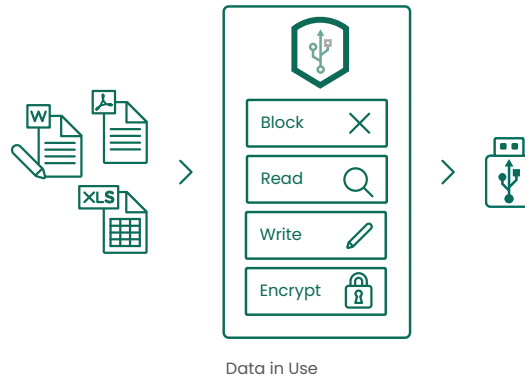 W
XLS
Block
Read
Write
Encrypt
Data in Use